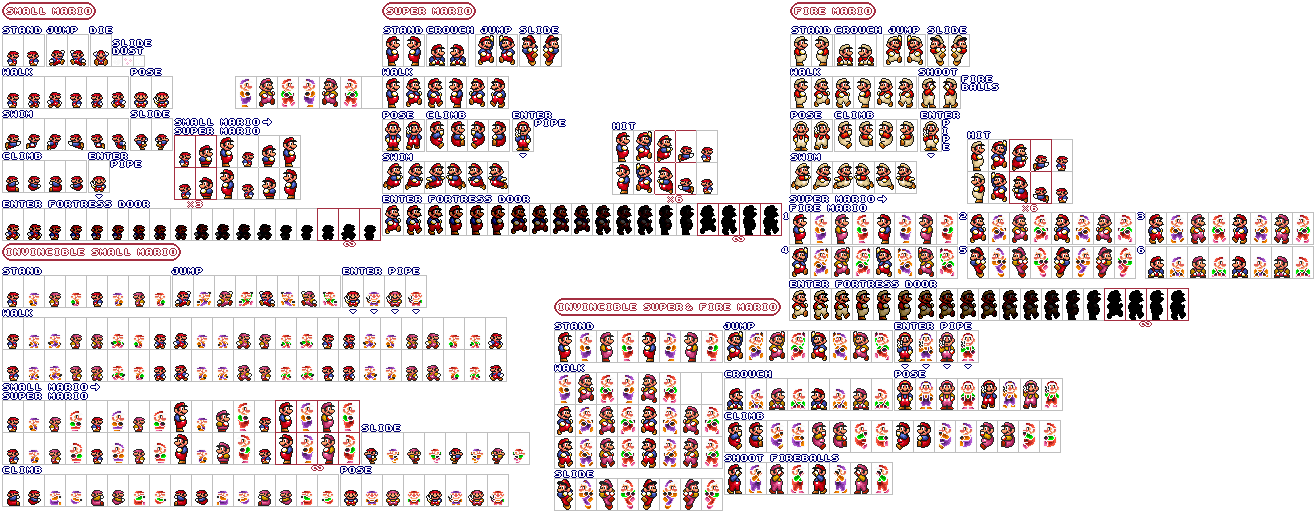 SMALL MARIO
STAND JUMP DIE
SLIDE
DUST
WALK POSE
SWIM SLIDE
SMALL MARIO→
SUPER MARIO
×3
CLIMB ENTER
PIPE
ENTER FORTRESS DOOR
∞
SUPER MARIO
STAND CROUCH JUMP SLIDE
WALK
POSE CLIMB ENTER
PIPE
HIT
×6
SWIM
ENTER FORTRESS DOOR
∞
FIRE MARIO
STAND CROUCH JUMP SLIDE
WALK SHOOT
FIRE
BALLS
POSE CLIMB ENTER
PIPE
HIT
×6
SWIM
SUPER MARIO→
FIRE MARIO
1 2 3
4 5 6
ENTER FORTRESS DOOR
∞
INVINCIBLE SMALL MARIO
STAND JUMP ENTER PIPE
WALK
SMALL MARIO→
SUPER MARIO
∞
SLIDE
CLIMB POSE
INVINCIBLE SUPER& FIRE MARIO
STAND JUMP ENTER PIPE
WALK CROUCH POSE
CLIMB
SHOOT FIREBALLS
SLIDE